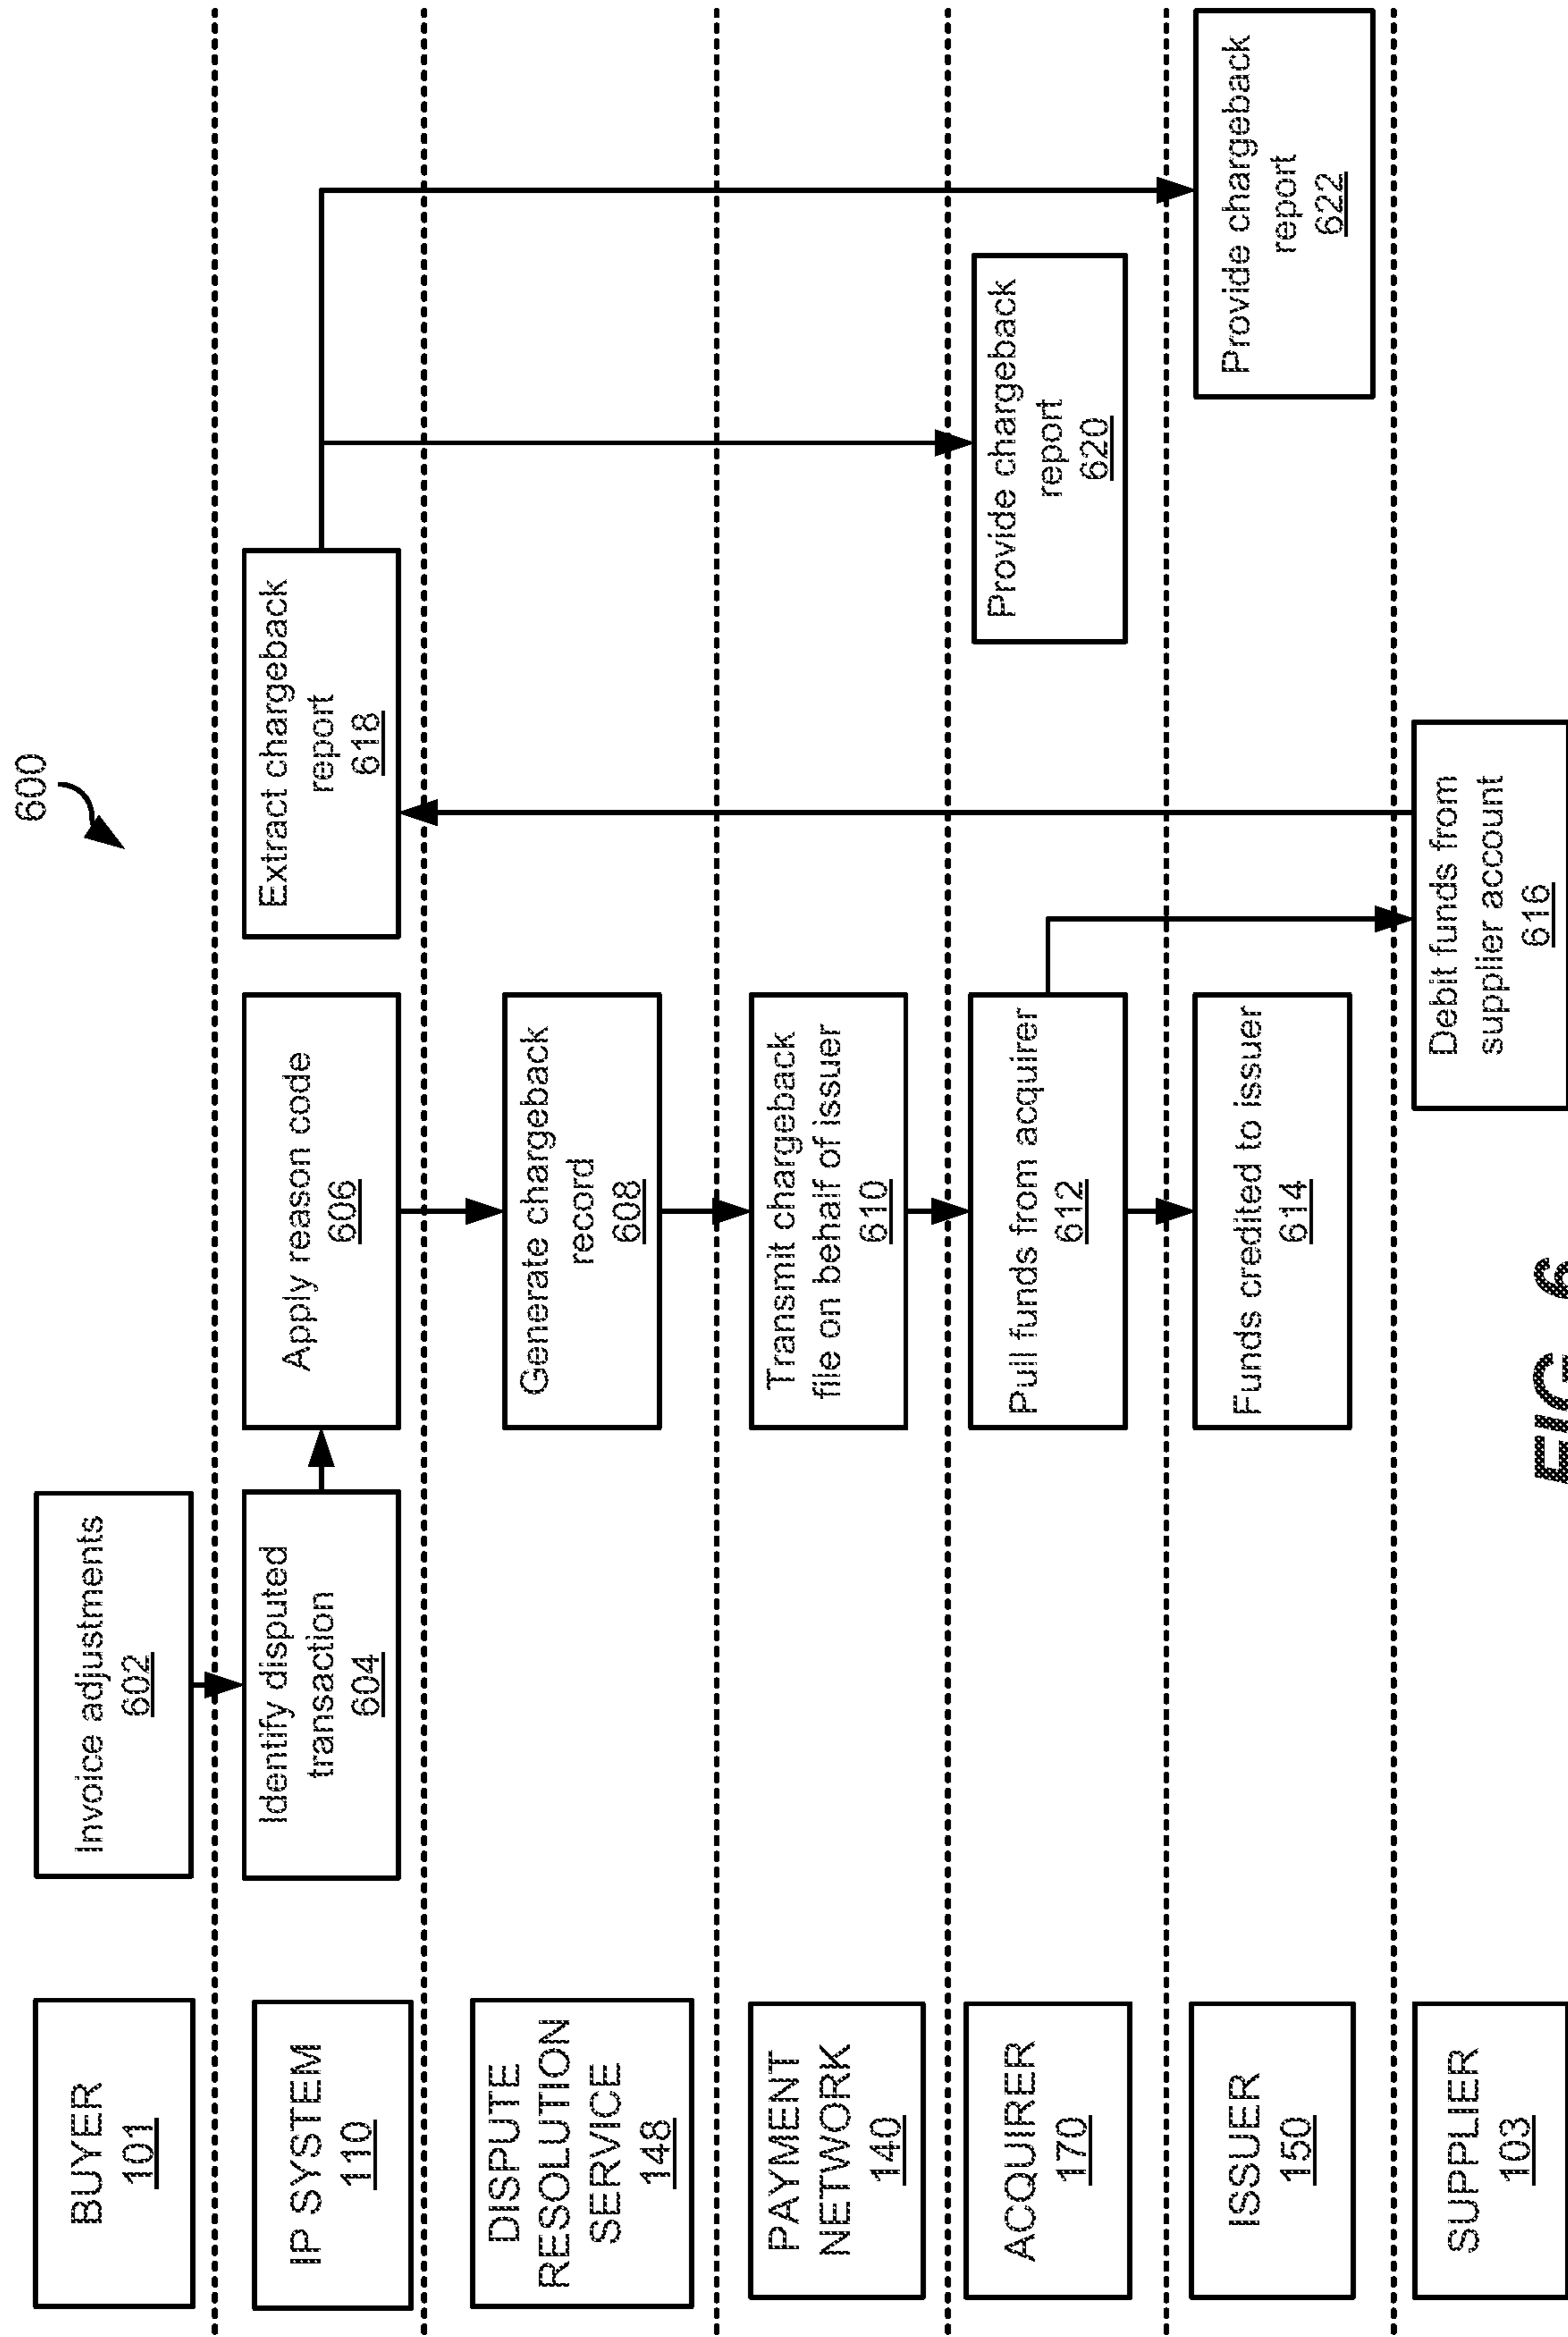 600
BUYER
101
Invoice adjustments
602
IP SYSTEM
110
Identify disputed
transaction
604
Apply reason code
606
Extract chargeback
report
618
DISPUTE
RESOLUTION
SERVICE
148
Generate chargeback
record
608
PAYMENT
NETWORK
140
Transmit chargeback
file on behalf of issuer
610
ACQUIRER
170
Pull funds from acquirer
612
Provide chargeback
report
620
ISSUER
150
Funds credited to issuer
614
Provide chargeback
report
622
SUPPLIER
103
Debit funds from
supplier account
616
FIG. 6